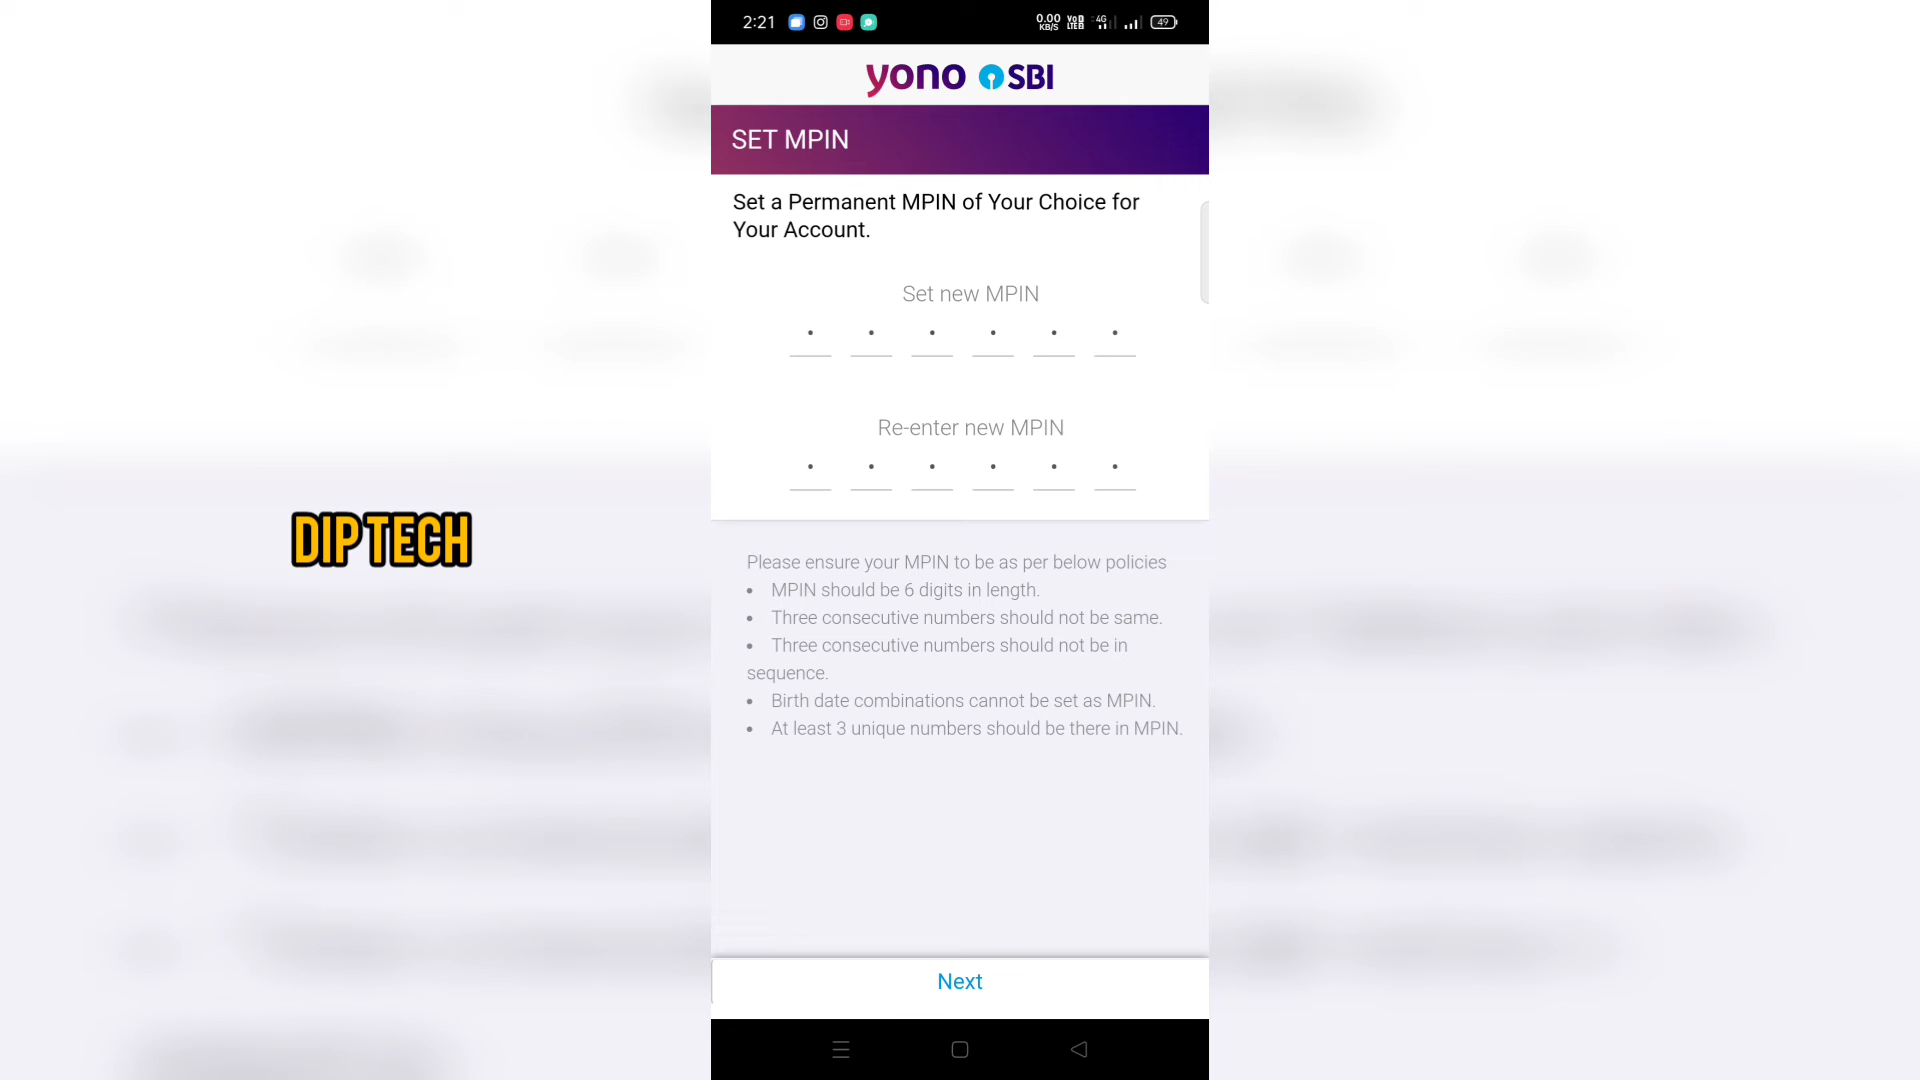 2:21
0.00
KB/S
VoD
LTE2
4G
49
yono SBI
SET MPIN
Set a Permanent MPIN of Your Choice for
Your Account.
Set new MPIN
Re-enter new MPIN
DIPTECH
Please ensure your MPIN to be as per below policies
• MPIN should be 6 digits in length.
• Three consecutive numbers should not be same.
• Three consecutive numbers should not be in
sequence.
• Birth date combinations cannot be set as MPIN.
• At least 3 unique numbers should be there in MPIN.
Next